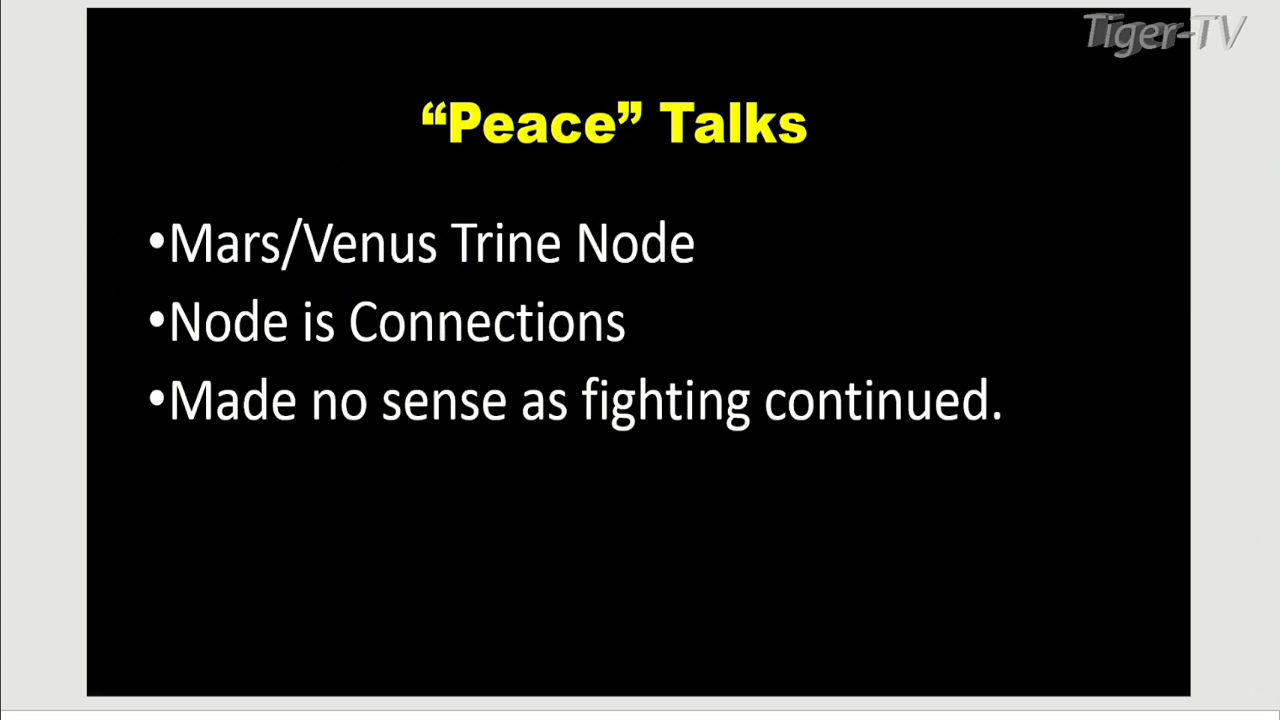 Tiger-TV
“Peace” Talks
•Mars/Venus Trine Node
•Node is Connections
•Made no sense as fighting continued.